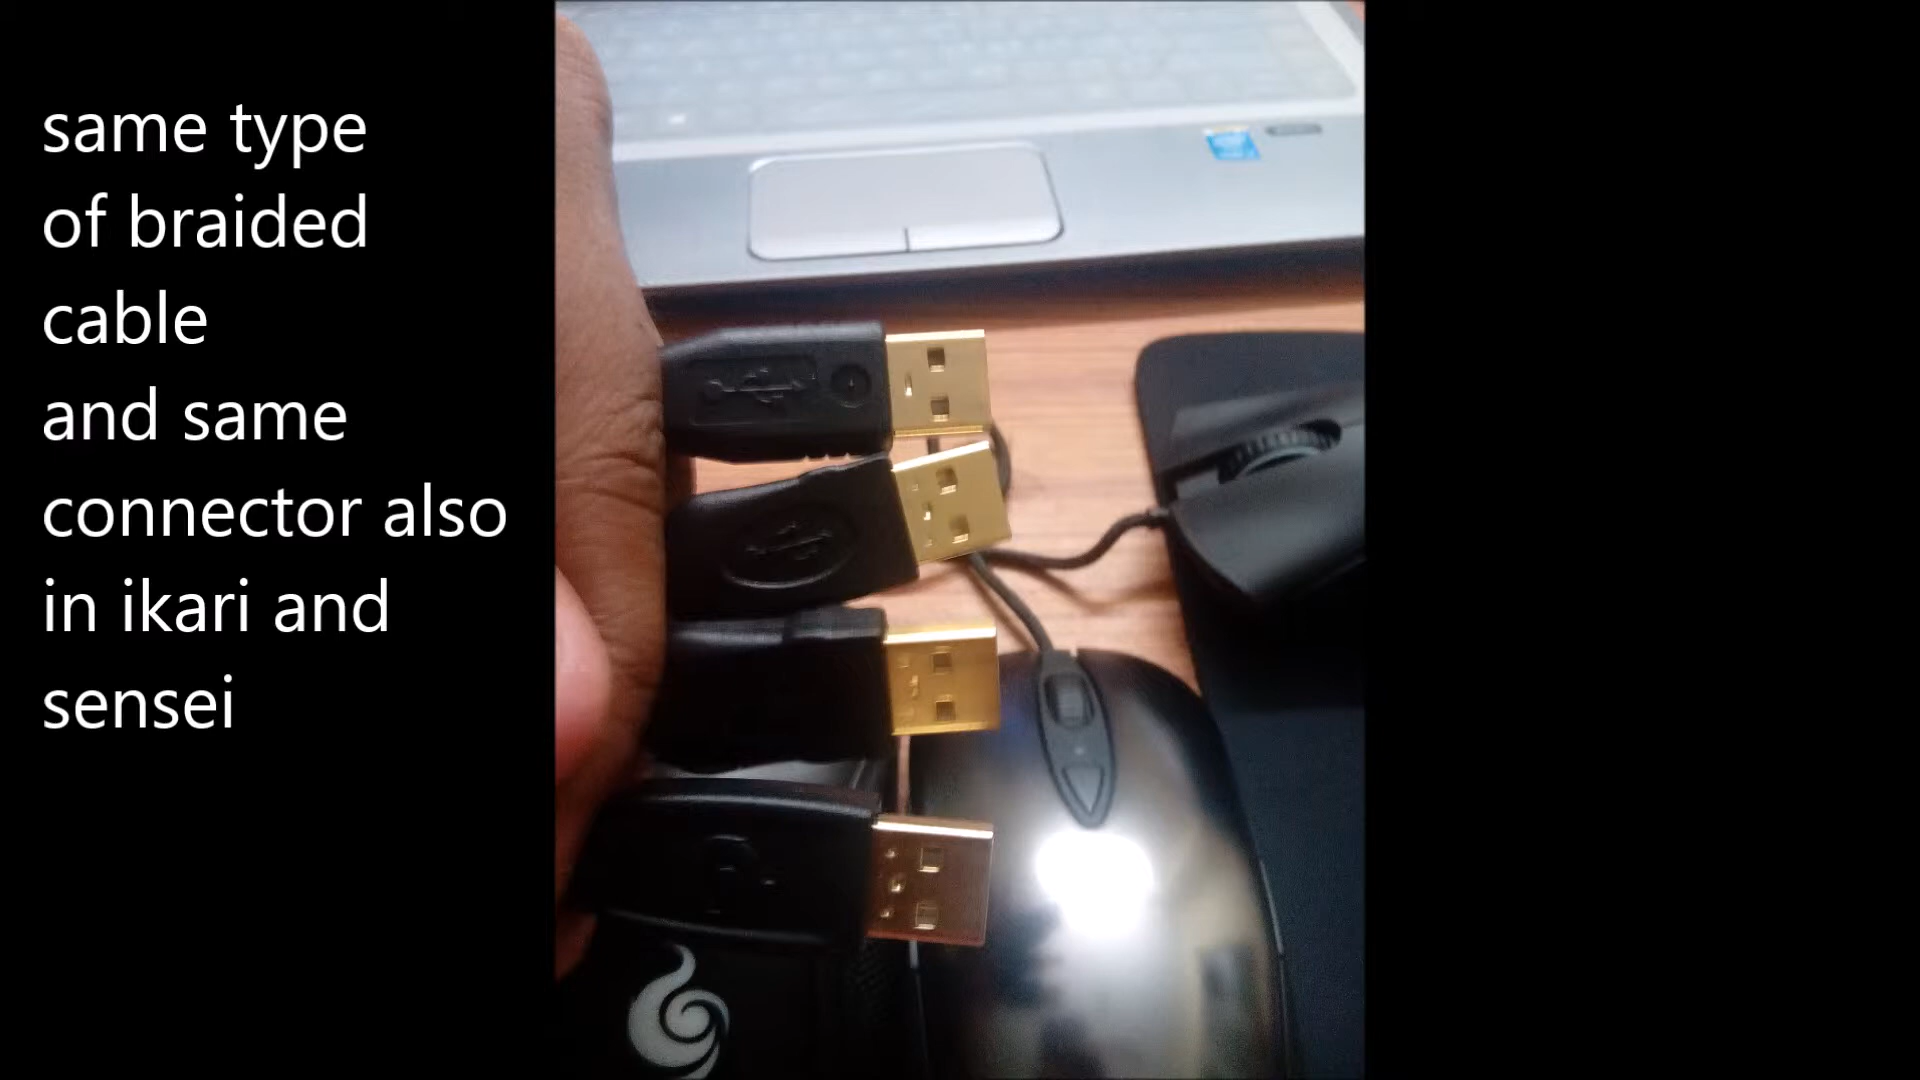 same type
of braided
cable
and same
connector also
in ikari and
sensei